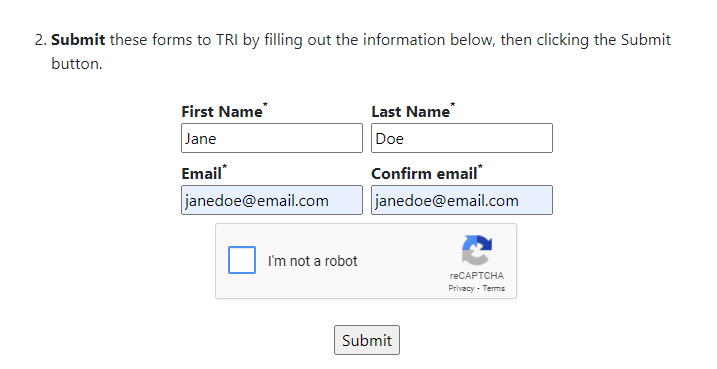 2. Submit these forms to TRI by filling out the information below, then clicking the Submit
button.
First Name* Last Name*
Jane Doe
Email* Confirm email*
janedoe@email.com janedoe@email.com
I'm not a robot
reCAPTCHA
Privacy - Terms
Submit